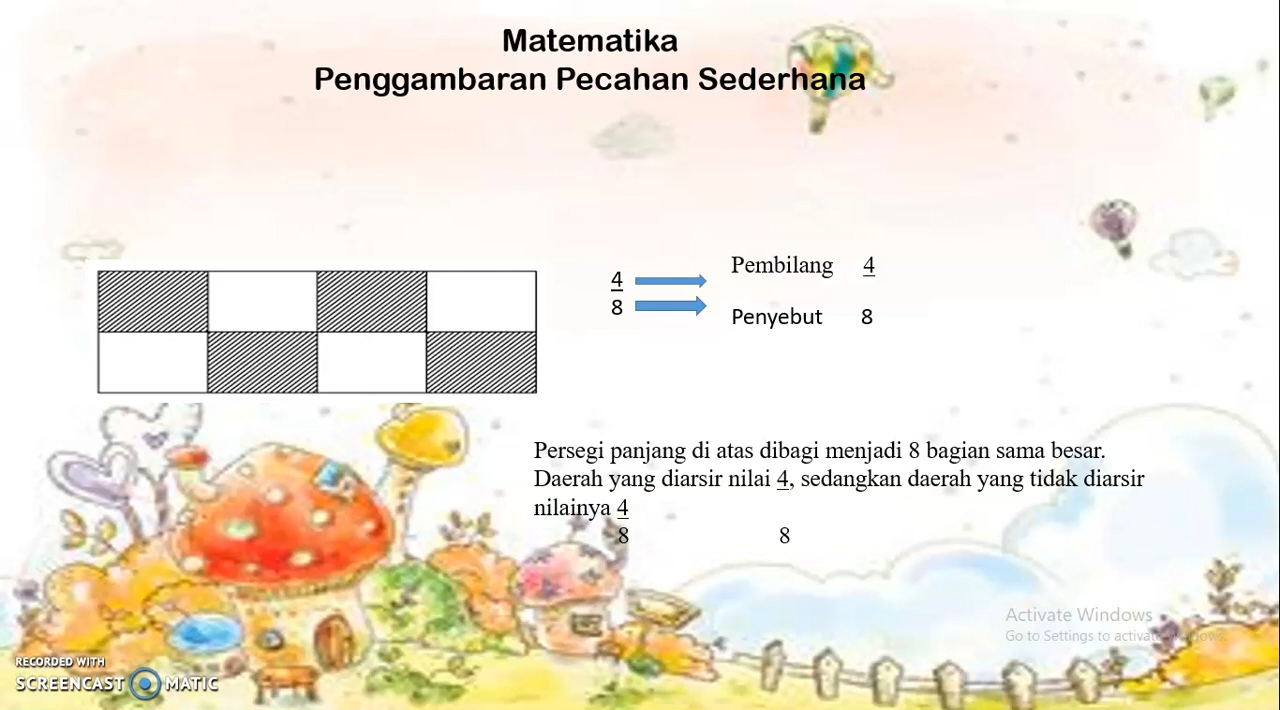 Matematika
Penggambaran Pecahan Sederhana
4
8
Pembilang 4
Penyebut 8
Persegi panjang di atas dibagi menjadi 8 bagian sama besar.
Daerah yang diarsir nilai 4, sedangkan daerah yang tidak diarsir
nilainya 4
8 8
Activate Windows
Go to Settings to activate Windows.
RECORDED WITH
SCREENCAST MATIC